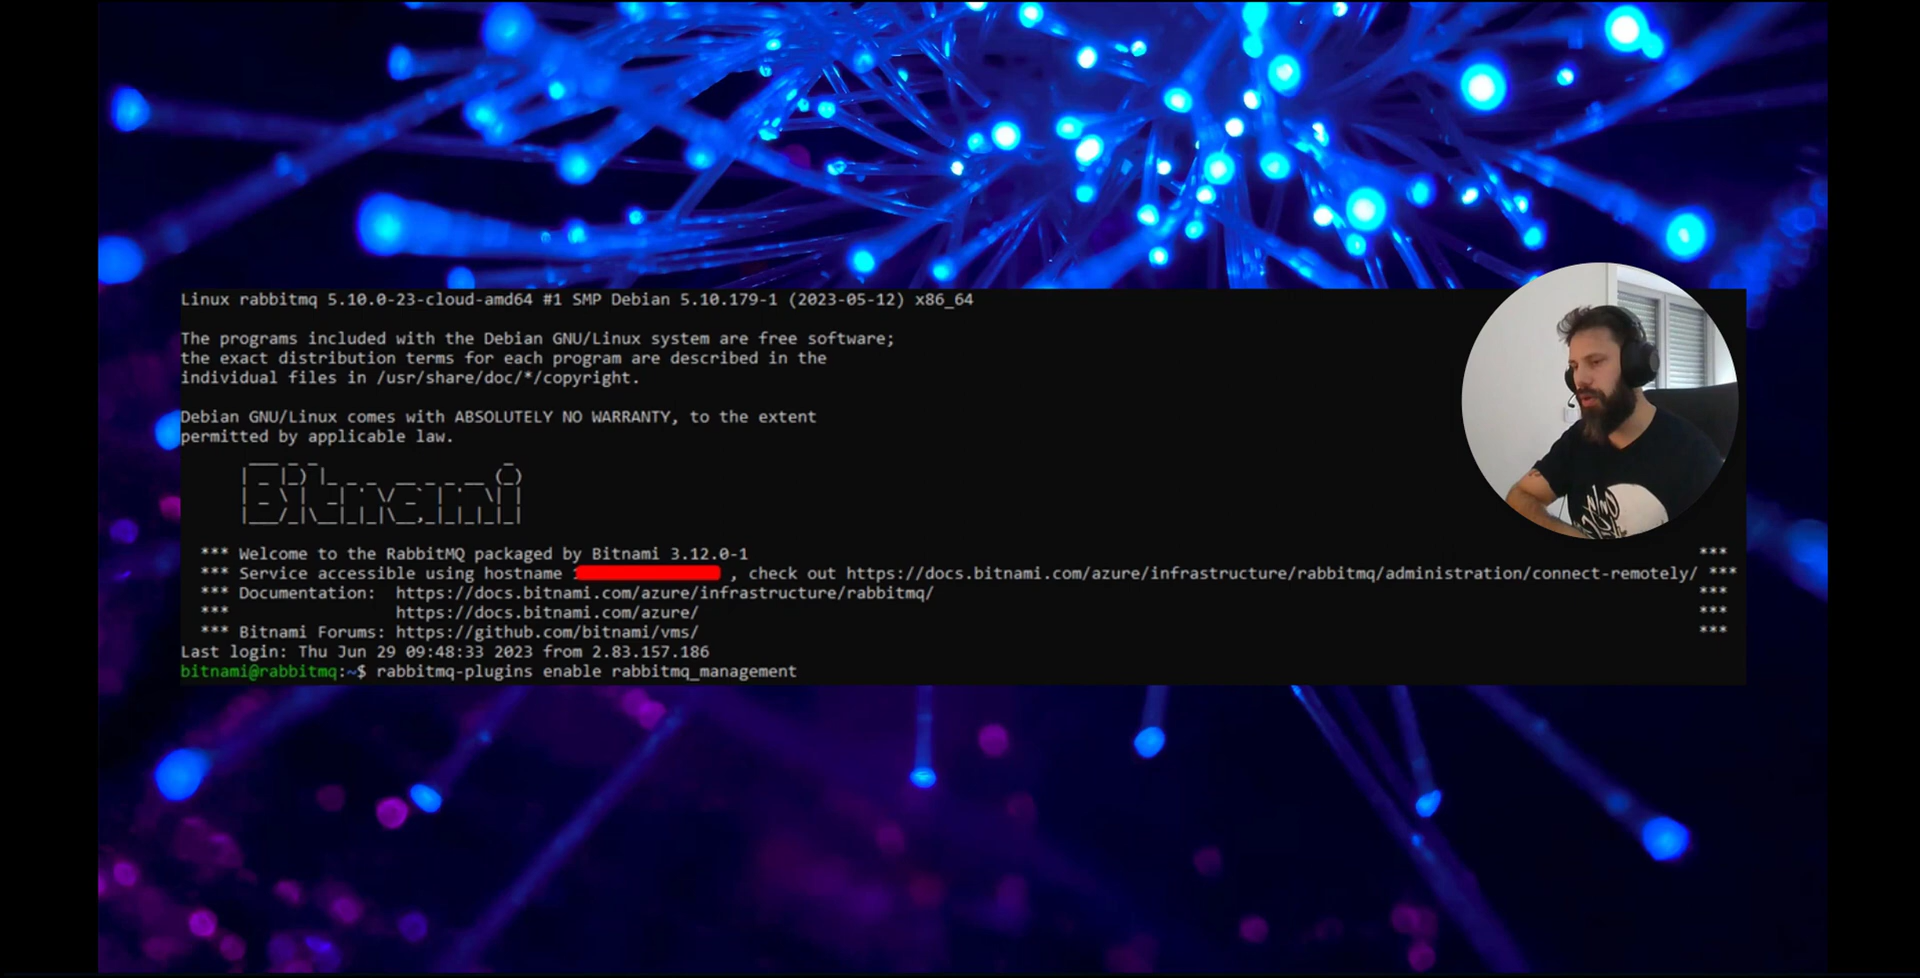 Linux rabbitmq 5.10.0-23-cloud-amd64 #1 SMP Debian 5.10.179-1 (2023-05-12) x86_64
The programs included with the Debian GNU/Linux system are free software;
the exact distribution terms for each program are described in the
individual files in /usr/share/doc/*/copyright.
Debian GNU/Linux comes with ABSOLUTELY NO WARRANTY, to the extent
permitted by applicable law.
Bitnami
*** Welcome to the RabbitMQ packaged by Bitnami 3.12.0-1 ***
*** Service accessible using hostname , check out https://docs.bitnami.com/azure/infrastructure/rabbitmq/administration/connect-remotely/ ***
*** Documentation: https://docs.bitnami.com/azure/infrastructure/rabbitmq/ ***
*** https://docs.bitnami.com/azure/ ***
*** Bitnami Forums: https://github.com/bitnami/vms/ ***
Last login: Thu Jun 29 09:48:33 2023 from 2.83.157.186
bitnami@rabbitmq:~$ rabbitmq-plugins enable rabbitmq_management